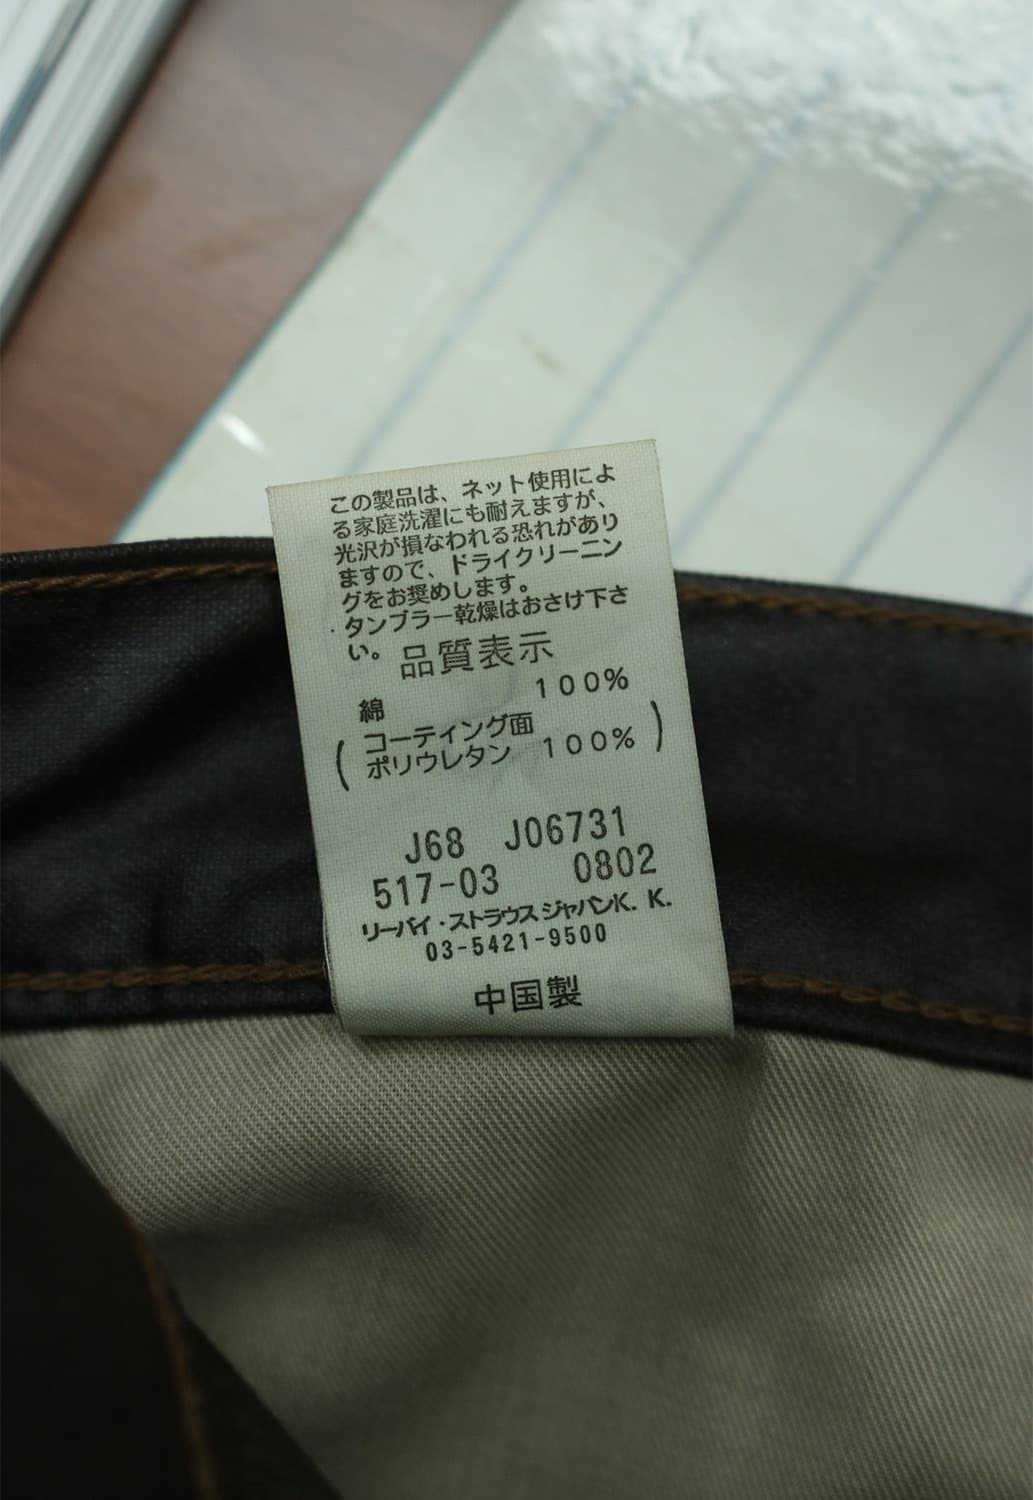 この製品は、ネット使用によ
る家庭洗濯にも耐えますが、
光沢が損なわれる恐れがあり
ますので、ドライクリーニン
グをお奨めします。
タンブラー乾燥はおさけ下さ
い。 品質表示
綿 100%
( コーティング面
ポリウレタン 100% )
J68 J06731
517-03 0802
リーバイ・ストラウス ジャパンK. K.
03-5421-9500
中国製